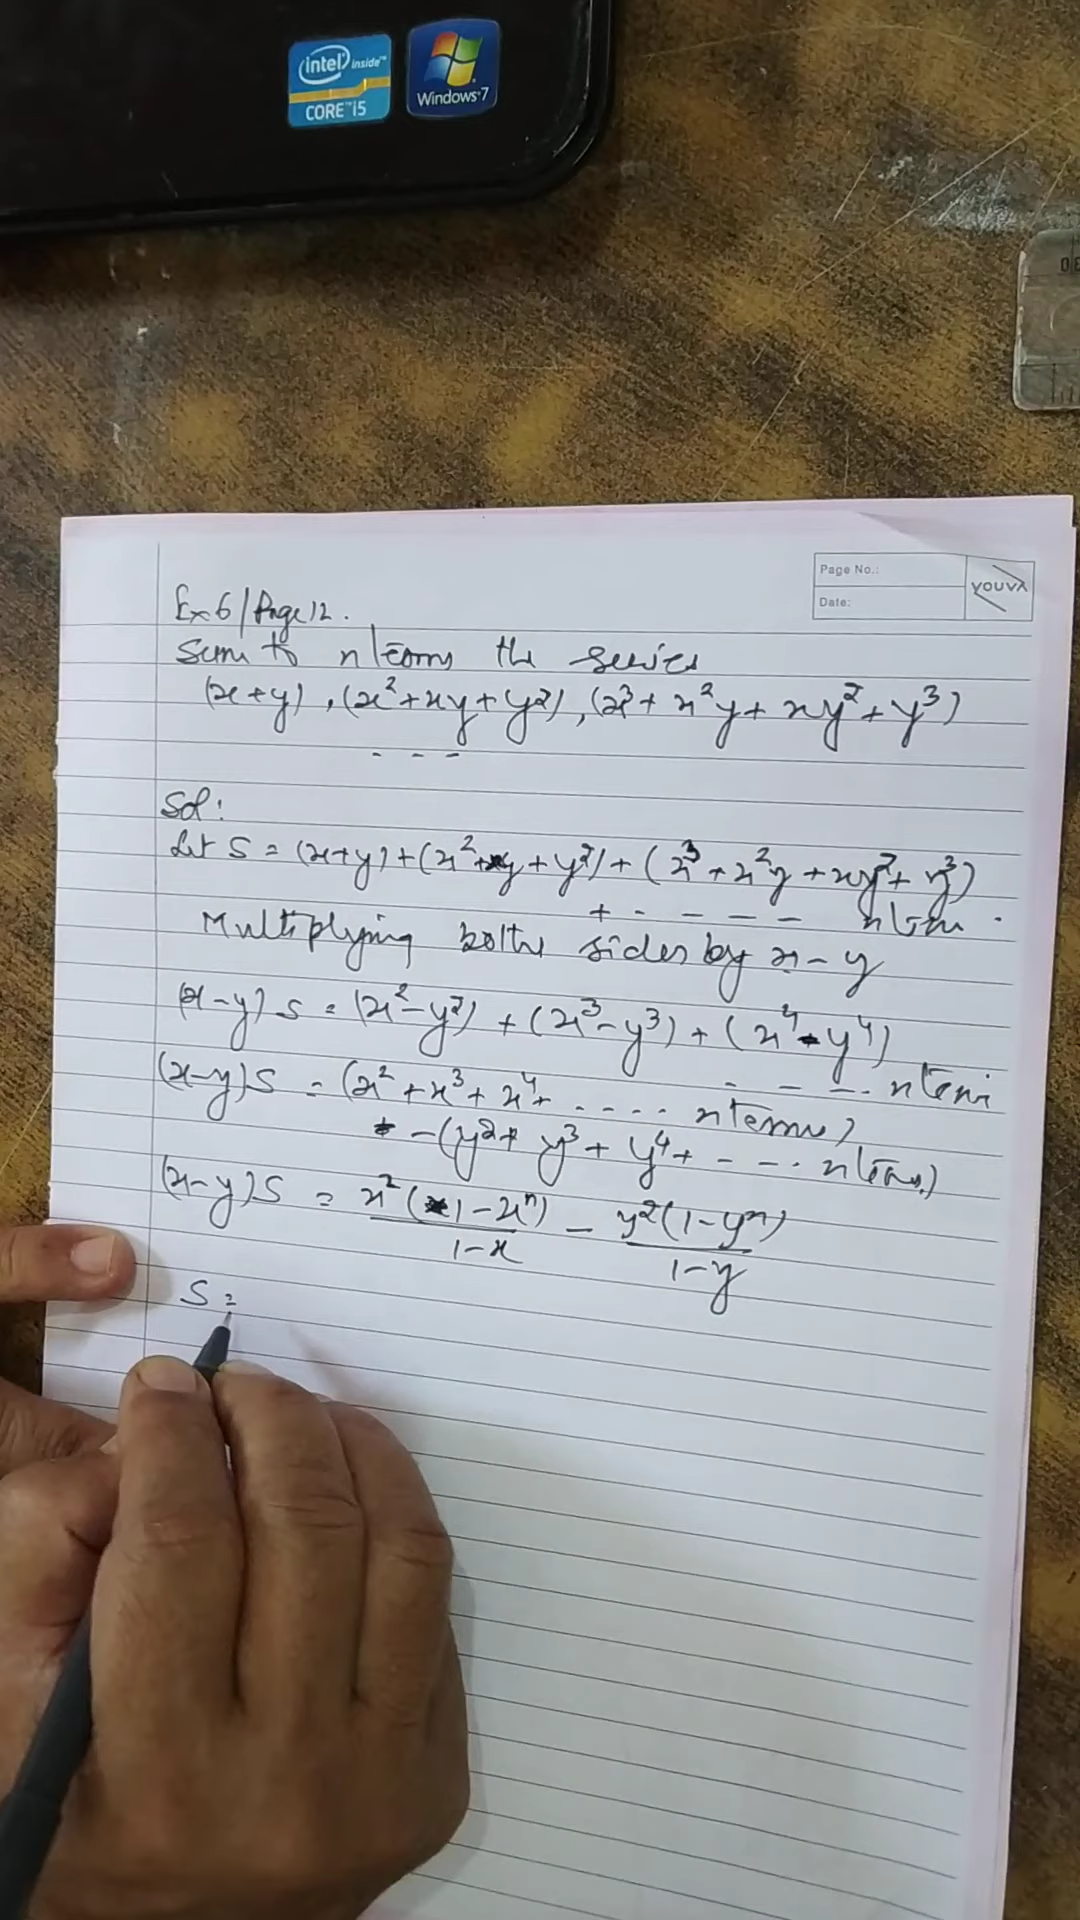 intel inside™
CORE™ i5
Windows 7
Page No.:
Date:
YOUVA
Ex 6 / Page 12.
Sum to n terms the series
(x+y), (x²+xy+y²), (x³+x²y+xy²+y³)
- - -
Sol:
Let S = (x+y)+(x²+xy+y²)+(x³+x²y+xy²+y³)
+ - - - - n term.
Multiplying both sides by x-y
(x-y) S = (x²-y²) + (x³-y³) + (x⁴-y⁴)
- - - .. n term
(x-y)S = (x²+x³+x⁴+ ..... n terms)
-(y²+y³+y⁴+ - - .. n terms)
(x-y)S = x²(1-xⁿ)/1-x - y²(1-yⁿ)/1-y
S =